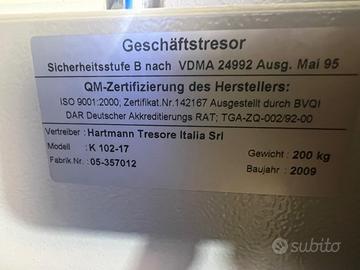 Geschäftstresor
Sicherheitsstufe B nach VDMA 24992 Ausg. Mai 95
QM-Zertifizierung des Herstellers:
ISO 9001:2000, Zertifikat.Nr.142167 Ausgestellt durch BVQI
DAR Deutscher Akkreditierungs RAT; TGA-ZQ-002/92-00
Vertreiber : Hartmann Tresore Italia Srl
Modell : K 102-17
Gewicht : 200 kg
Fabrik.Nr. : 05-357012
Baujahr : 2009
subito